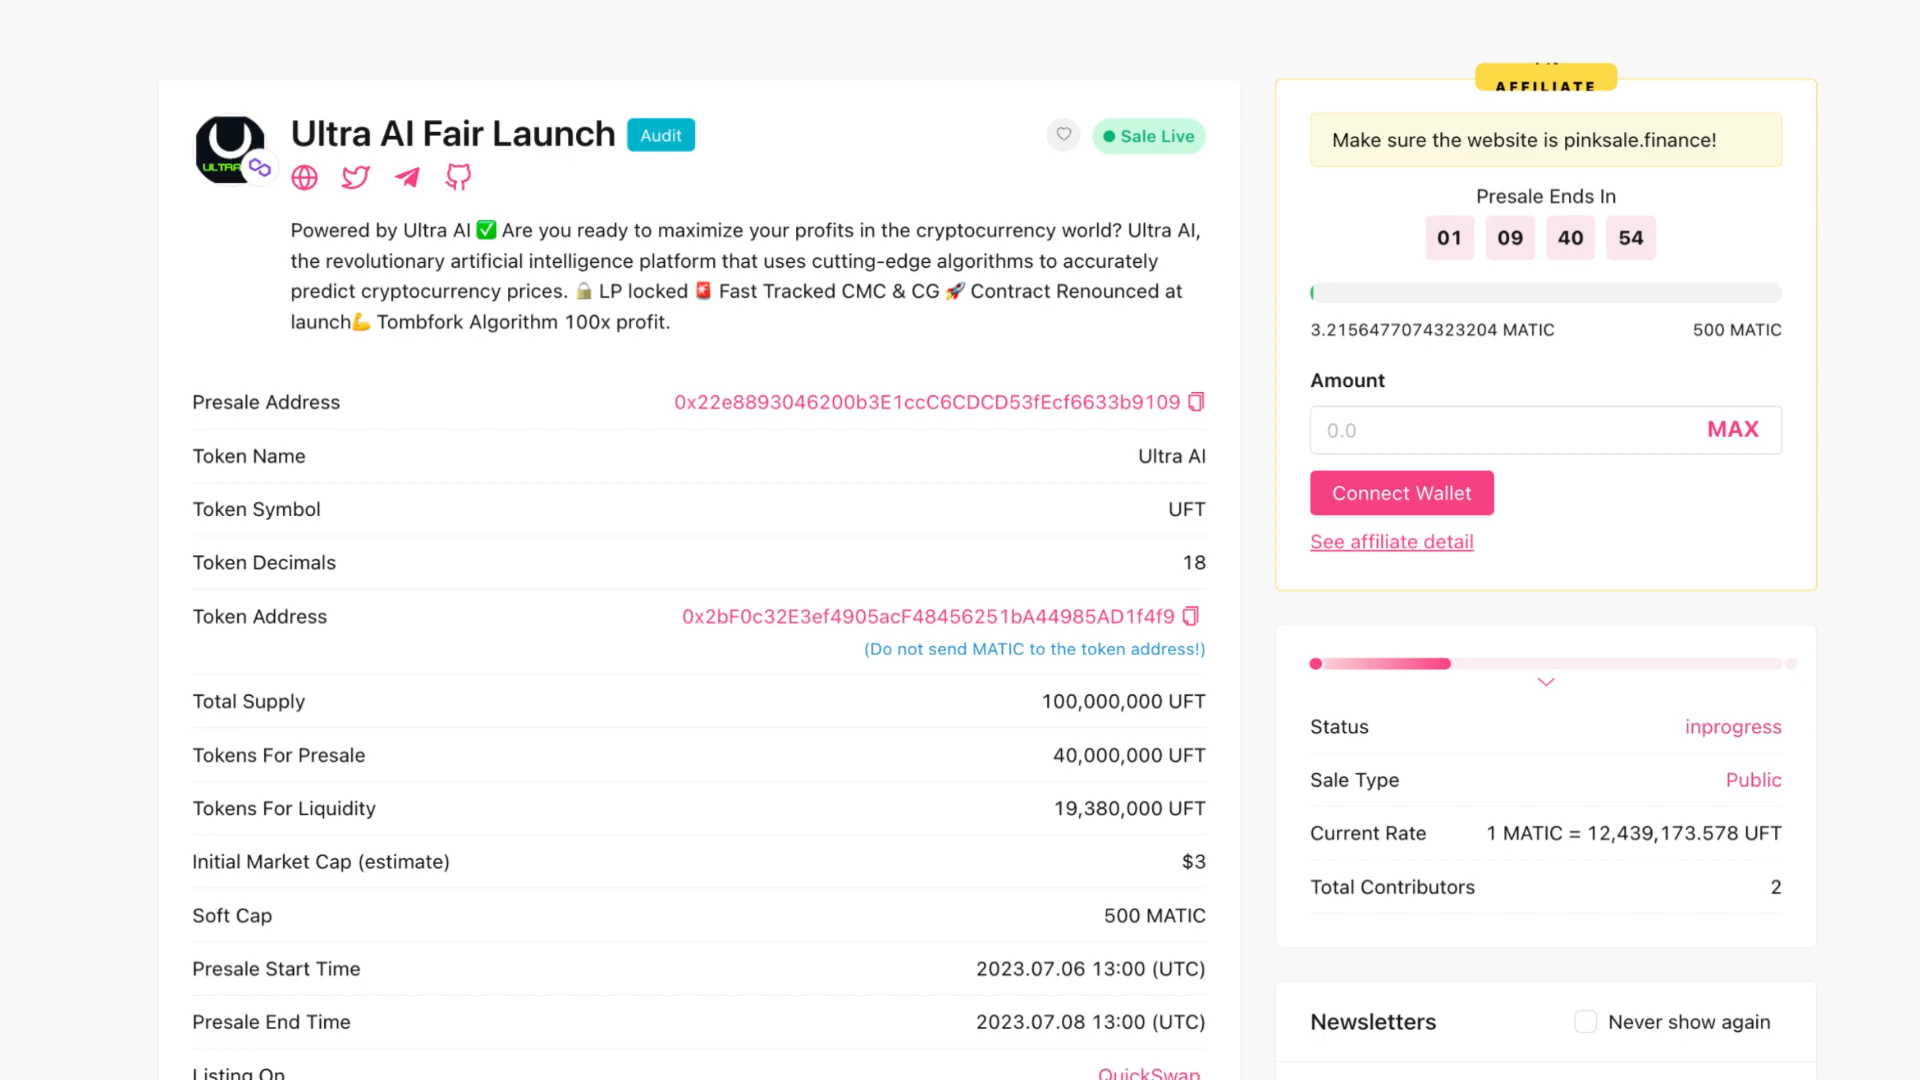 Ultra AI Fair Launch Audit
ULTRA
Sale Live
Powered by Ultra AI ✅ Are you ready to maximize your profits in the cryptocurrency world? Ultra AI,
the revolutionary artificial intelligence platform that uses cutting-edge algorithms to accurately
predict cryptocurrency prices. 🔒 LP locked 🚨 Fast Tracked CMC & CG 🚀 Contract Renounced at
launch💪 Tombfork Algorithm 100x profit.
Presale Address 0x22e8893046200b3E1ccC6CDCD53fEcf6633b9109
Token Name Ultra AI
Token Symbol UFT
Token Decimals 18
Token Address 0x2bF0c32E3ef4905acF48456251bA44985AD1f4f9
(Do not send MATIC to the token address!)
Total Supply 100,000,000 UFT
Tokens For Presale 40,000,000 UFT
Tokens For Liquidity 19,380,000 UFT
Initial Market Cap (estimate) $3
Soft Cap 500 MATIC
Presale Start Time 2023.07.06 13:00 (UTC)
Presale End Time 2023.07.08 13:00 (UTC)
Listing On QuickSwap
AFFILIATE
Make sure the website is pinksale.finance!
Presale Ends In
01 09 40 54
3.2156477074323204 MATIC 500 MATIC
Amount
0.0 MAX
Connect Wallet
See affiliate detail
Status inprogress
Sale Type Public
Current Rate 1 MATIC = 12,439,173.578 UFT
Total Contributors 2
Newsletters Never show again